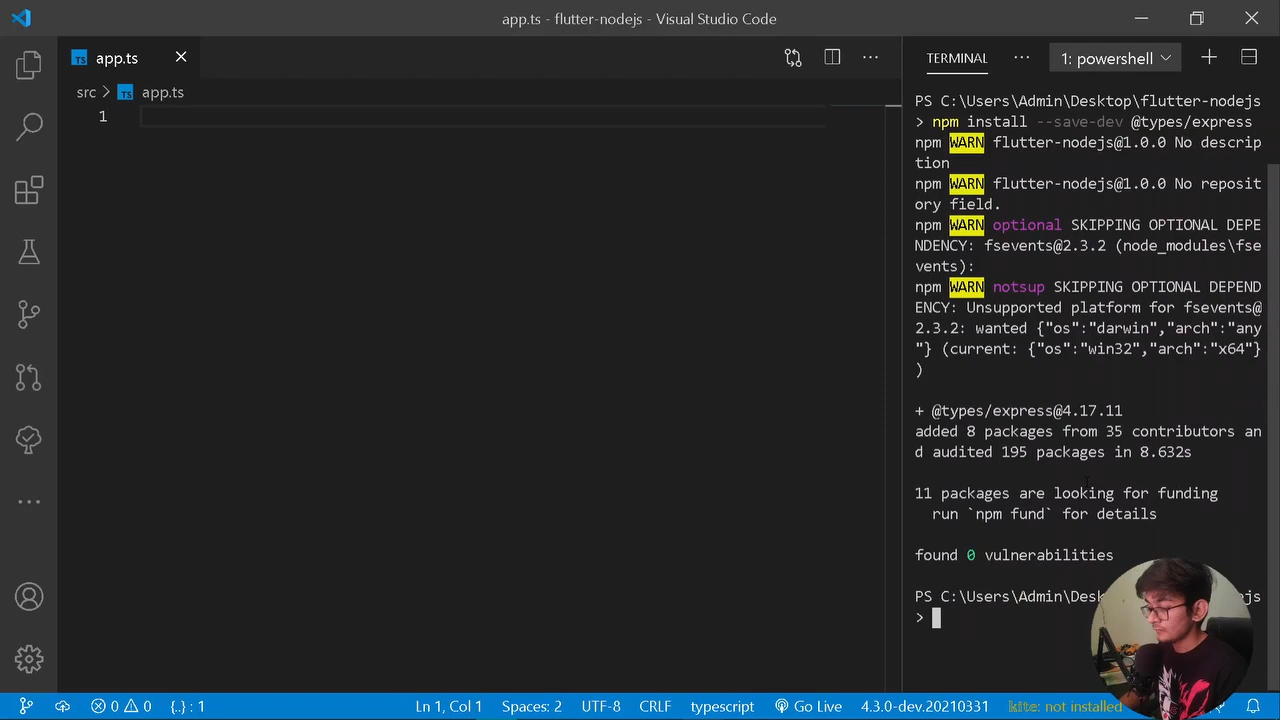 app.ts - flutter-nodejs - Visual Studio Code
TS app.ts
src > TS app.ts
1
TERMINAL
1: powershell
PS C:\Users\Admin\Desktop\flutter-nodejs
> npm install --save-dev @types/express
npm WARN flutter-nodejs@1.0.0 No descrip
tion
npm WARN flutter-nodejs@1.0.0 No reposit
ory field.
npm WARN optional SKIPPING OPTIONAL DEPE
NDENCY: fsevents@2.3.2 (node_modules\fse
vents):
npm WARN notsup SKIPPING OPTIONAL DEPEND
ENCY: Unsupported platform for fsevents@
2.3.2: wanted {"os":"darwin","arch":"any
"} (current: {"os":"win32","arch":"x64"}
)
+ @types/express@4.17.11
added 8 packages from 35 contributors an
d audited 195 packages in 8.632s
11 packages are looking for funding
run `npm fund` for details
found 0 vulnerabilities
PS C:\Users\Admin\Desk js
>
0 0 {..} : 1 Ln 1, Col 1 Spaces: 2 UTF-8 CRLF typescript Go Live 4.3.0-dev.20210331 kite: not installed